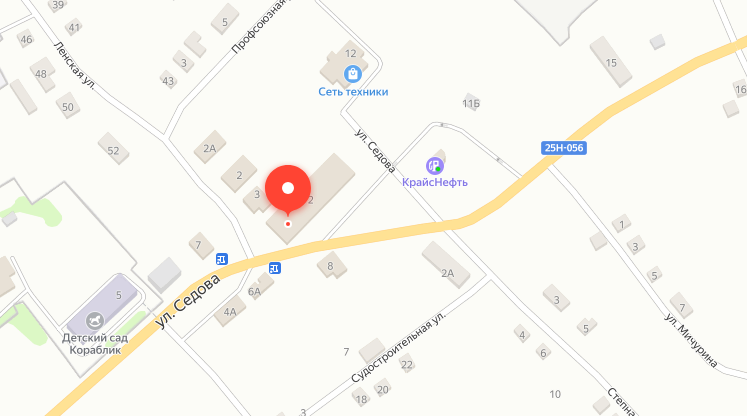 39
5
Профсоюзная
41
46
Ленская ул.
3
12
15
48
43
Сеть техники
16
50
11Б
52
2А
ул. Седова
25Н-056
2
КрайсНефть
3
2
1
7
3
8
2А
5
5
6А
3
7
4А
ул. Седова
Детский сад
Кораблик
Судостроительная ул.
4
5
ул. Мичурина
7
6
22
20
18
10
3
Степна